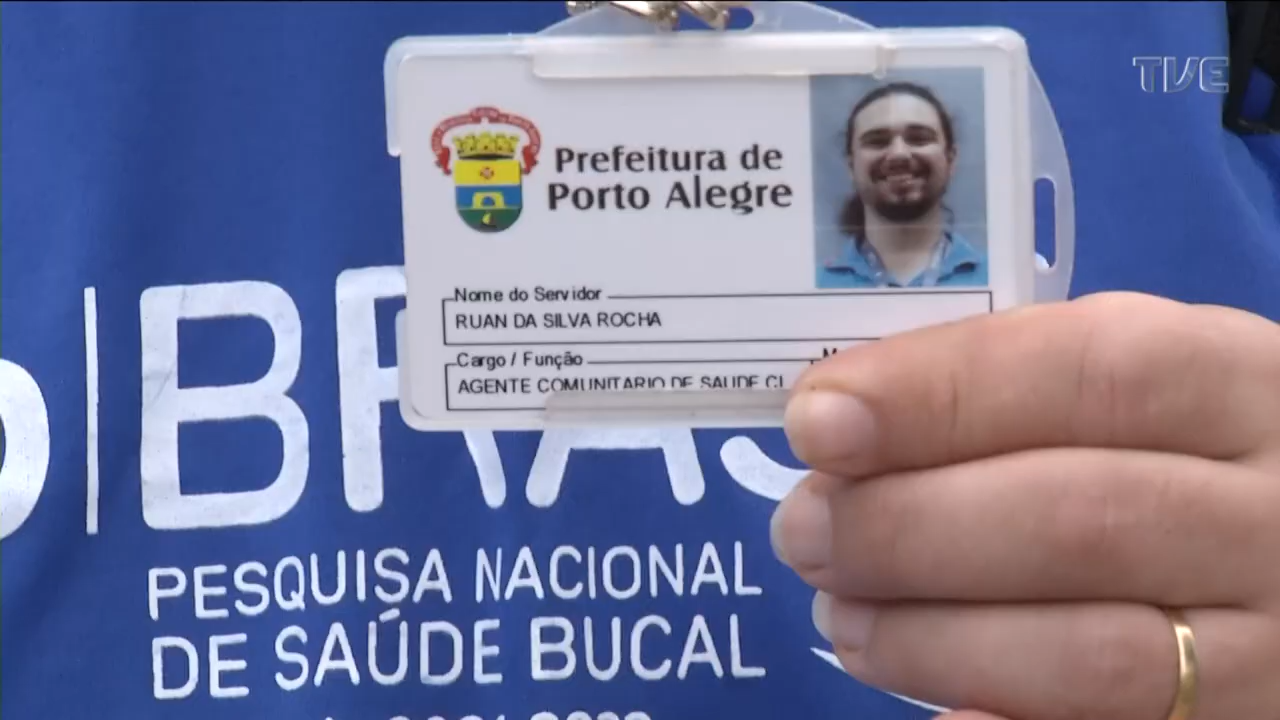 TVE
Prefeitura de
Porto Alegre
Nome do Servidor
RUAN DA SILVA ROCHA
Cargo / Função
AGENTE COMUNITARIO DE SAUDE
PESQUISA NACIONAL
DE SAÚDE BUCAL